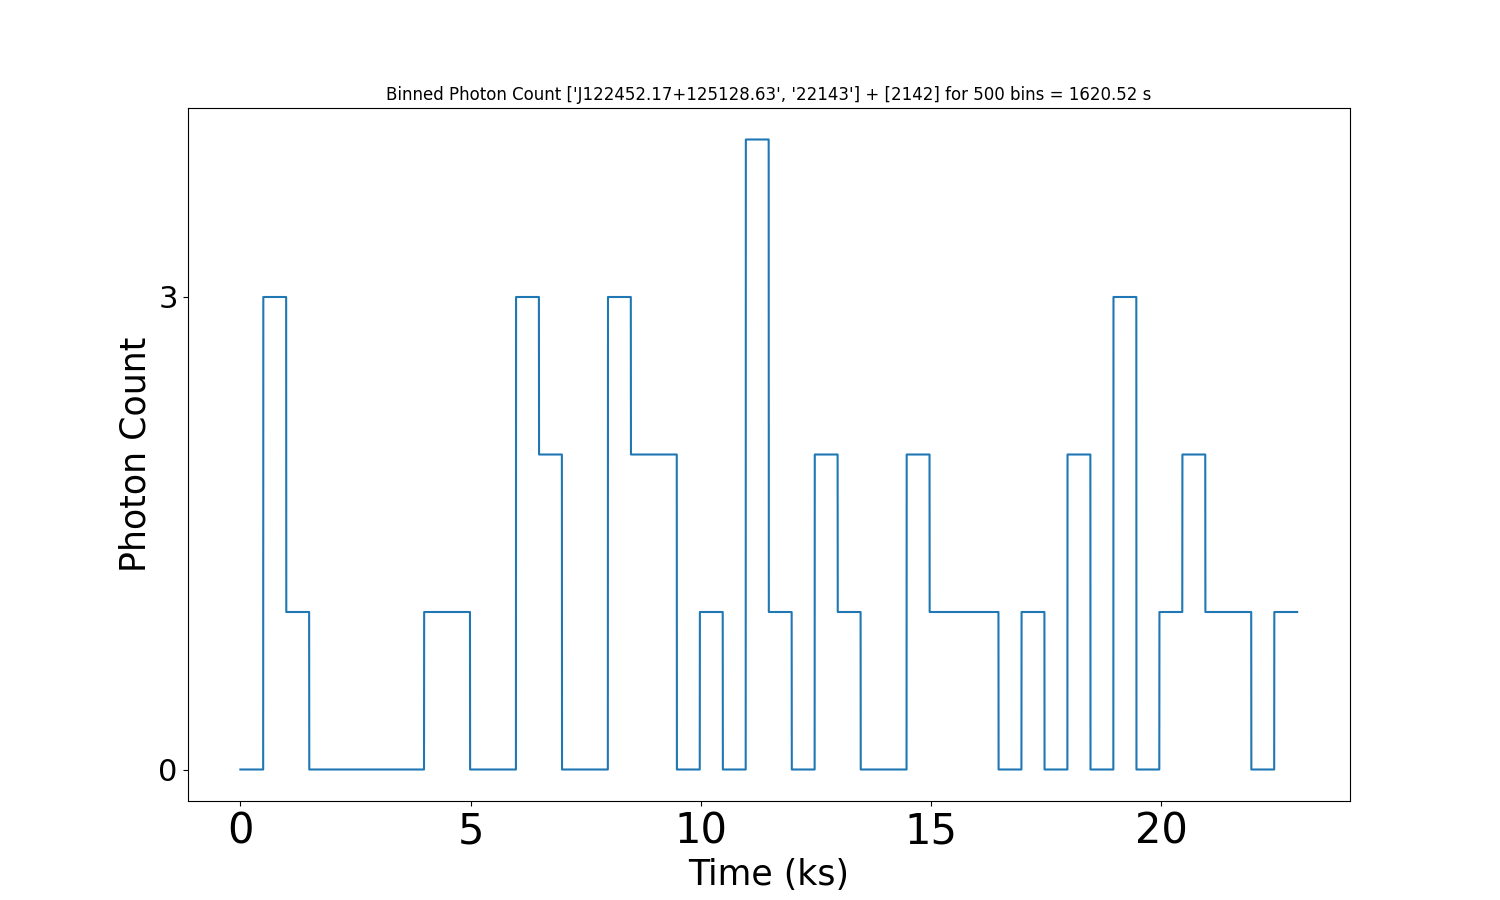 Binned Photon Count ['J122452.17+125128.63', '22143'] + [2142] for 500 bins = 1620.52 s
Photon Count
3
0
0 5 10 15 20
Time (ks)